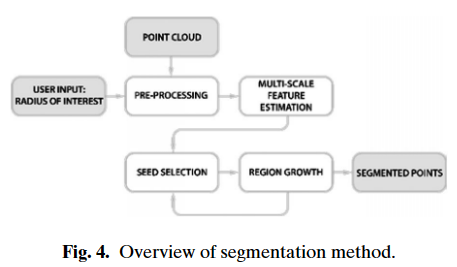 POINT CLOUD
USER INPUT:
RADIUS OF INTEREST
PRE-PROCESSING
MULTI-SCALE
FEATURE
ESTIMATION
SEED SELECTION
REGION GROWTH
SEGMENTED POINTS
Fig. 4. Overview of segmentation method.